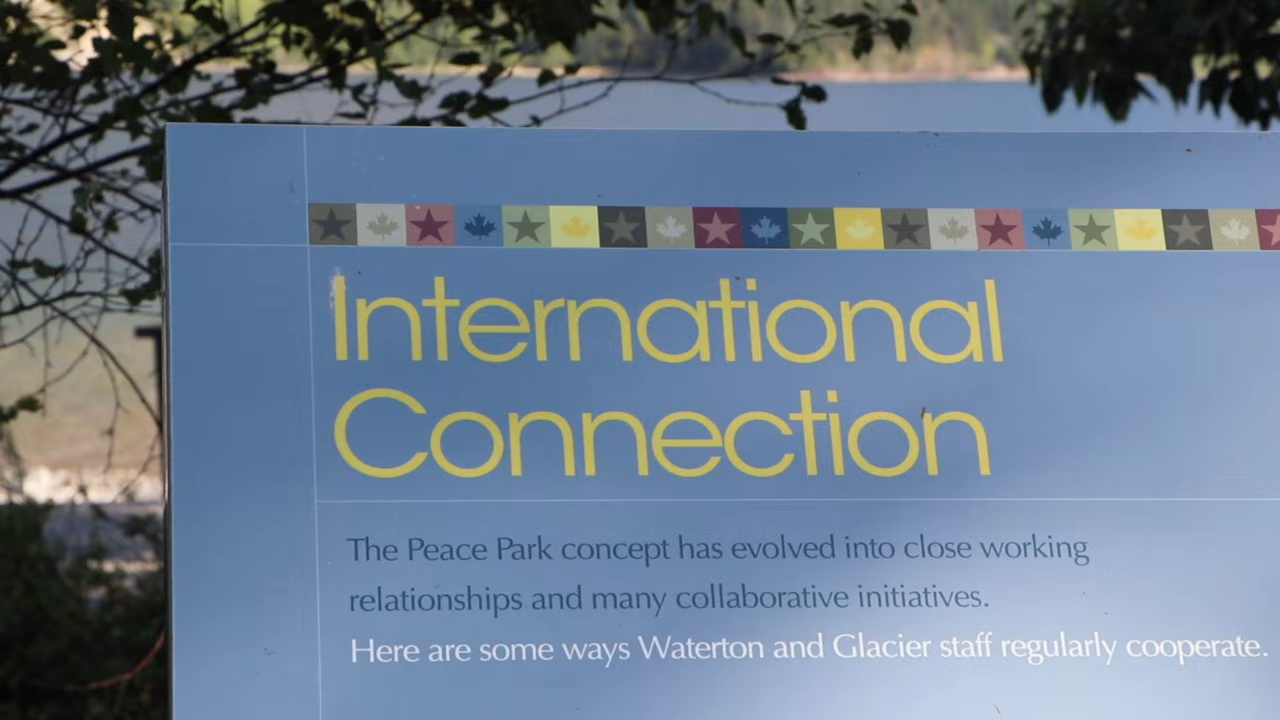 International
Connection
The Peace Park concept has evolved into close working
relationships and many collaborative initiatives.
Here are some ways Waterton and Glacier staff regularly cooperate.